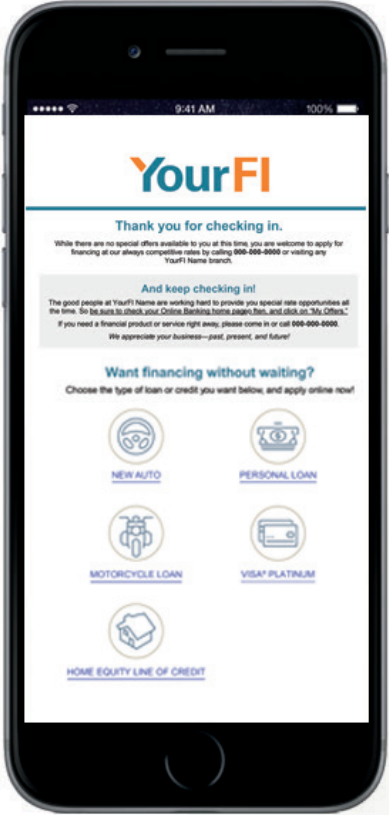 9:41 AM
100%
YourFI
Thank you for checking in.
While there are no special offers available to you at this time, you are welcome to apply for
financing at our always competitive rates by calling 000-000-0000 or visiting any
YourFI Name branch.
And keep checking in!
The good people at YourFI Name are working hard to provide you special rate opportunities all
the time. So be sure to check your Online Banking home page and click on "My Offers."
If you need a financial product or service right away, please come in or call 000-000-0000.
We appreciate your business—past, present, and future!
Want financing without waiting?
Choose the type of loan or credit you want below, and apply online now!
NEW AUTO
PERSONAL LOAN
MOTORCYCLE LOAN
VISA® PLATINUM
HOME EQUITY LINE OF CREDIT